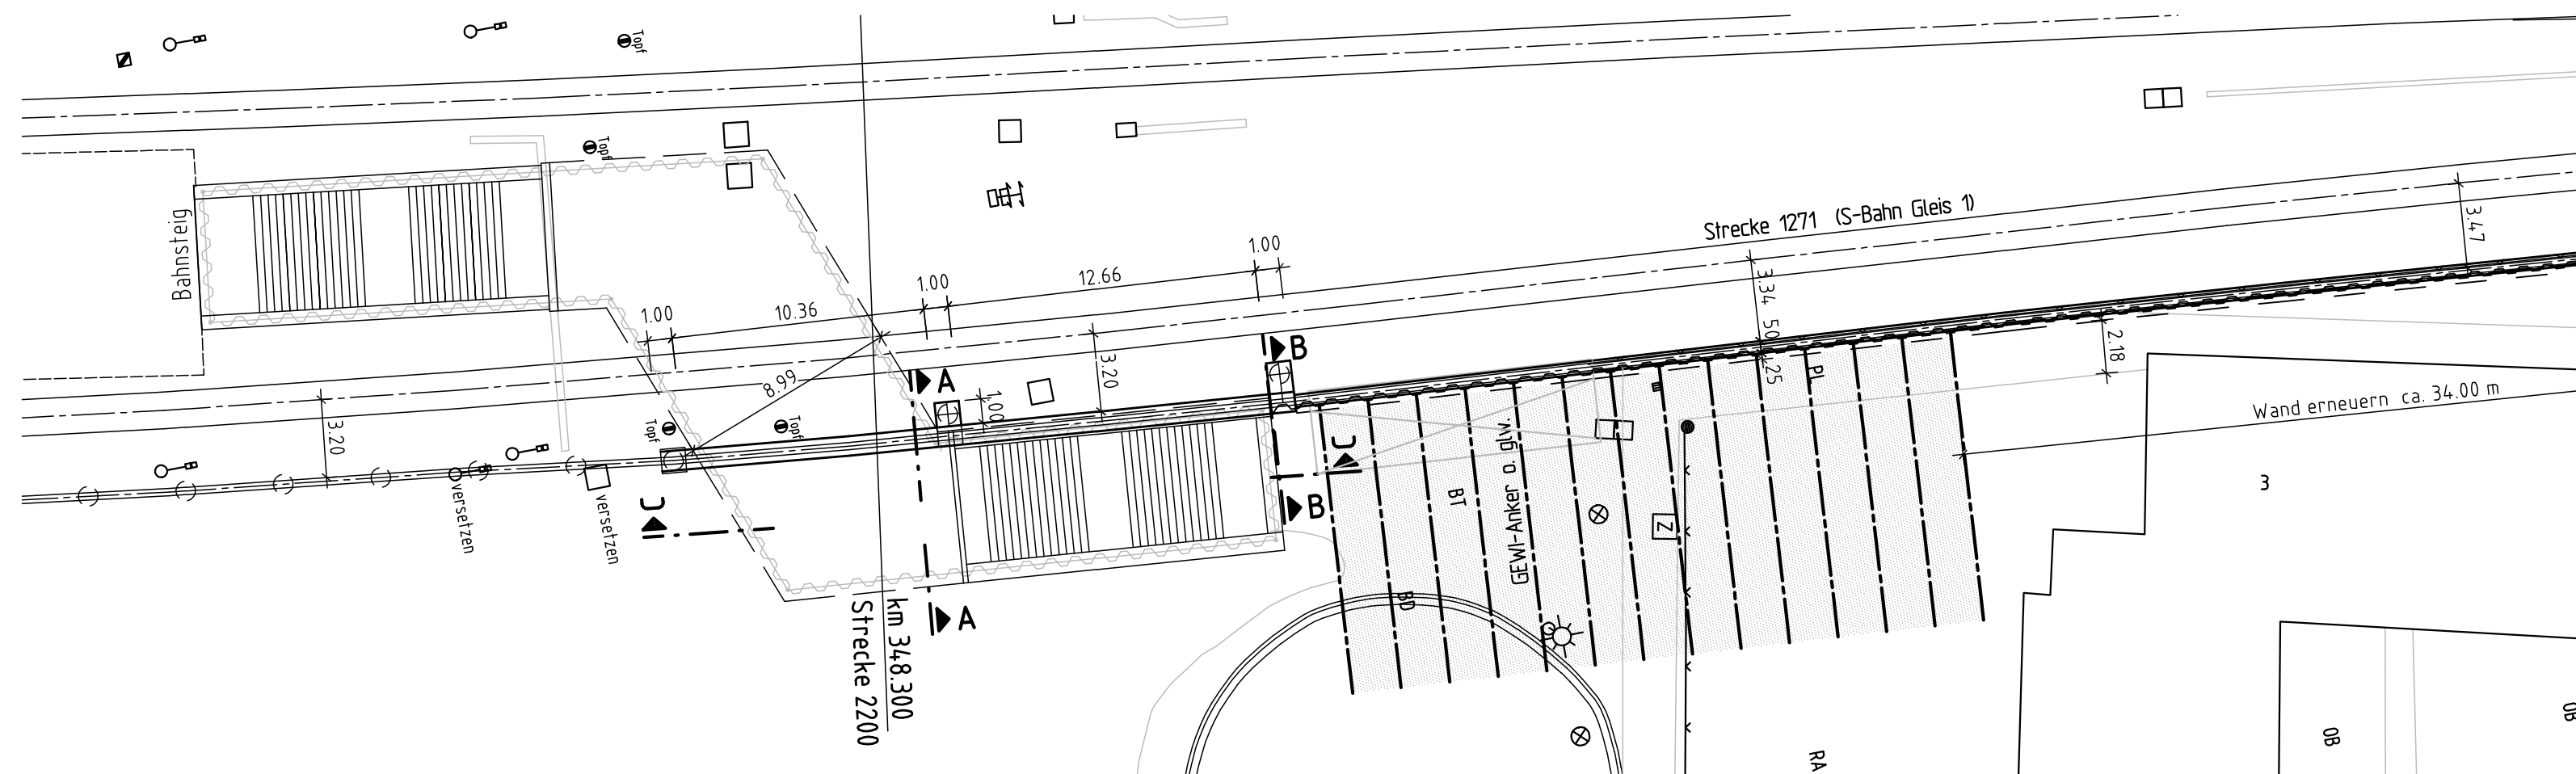 Topf
Topf
Bahnsteig
Strecke 1271 (S-Bahn Gleis 1)
3.47
1.00
12.66
1.00
10.36
1.00
3.34
50
25
8.99
3.20
1.00
A
B
3.20
2.18
PL
Wand erneuern ca. 34.00 m
Topf
Topf
C
C
B
BT
GEWI-Anker o. glw.
Z
3
versetzen
versetzen
BD
A
km 348.300
Strecke 2200
RA
OB
OB